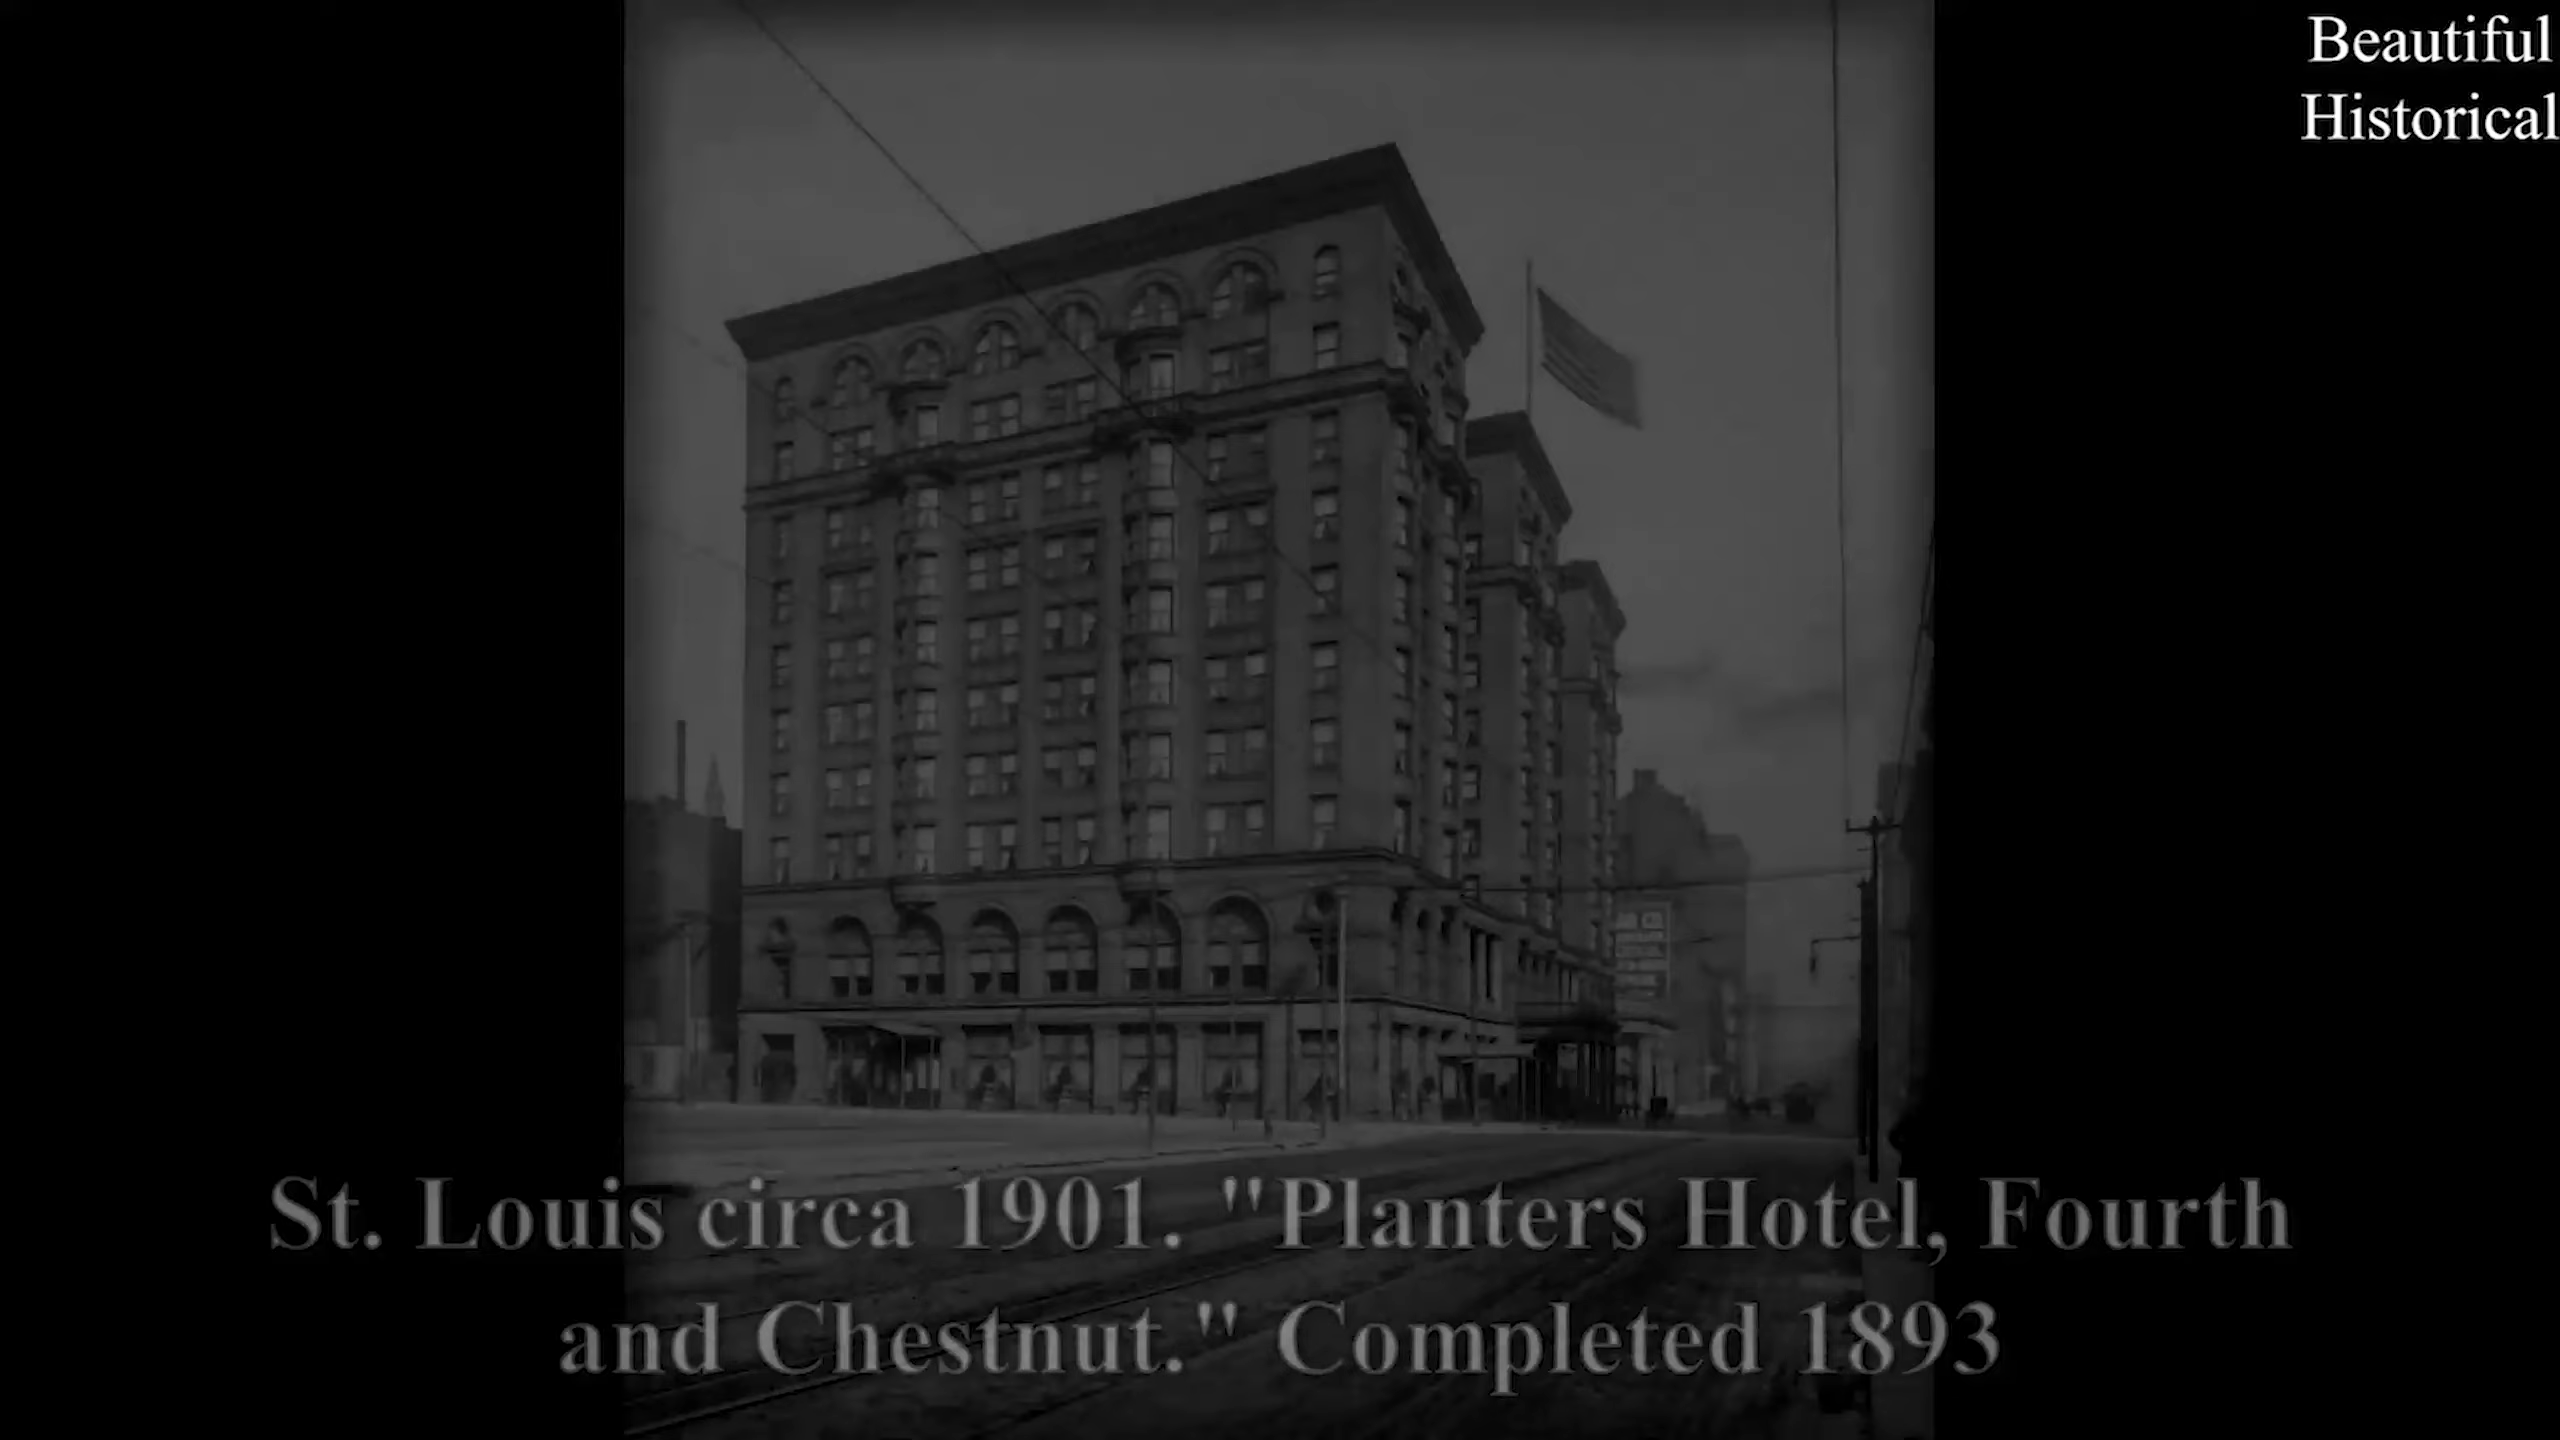 Beautiful
Historical
St. Louis circa 1901. "Planters Hotel, Fourth
and Chestnut." Completed 1893